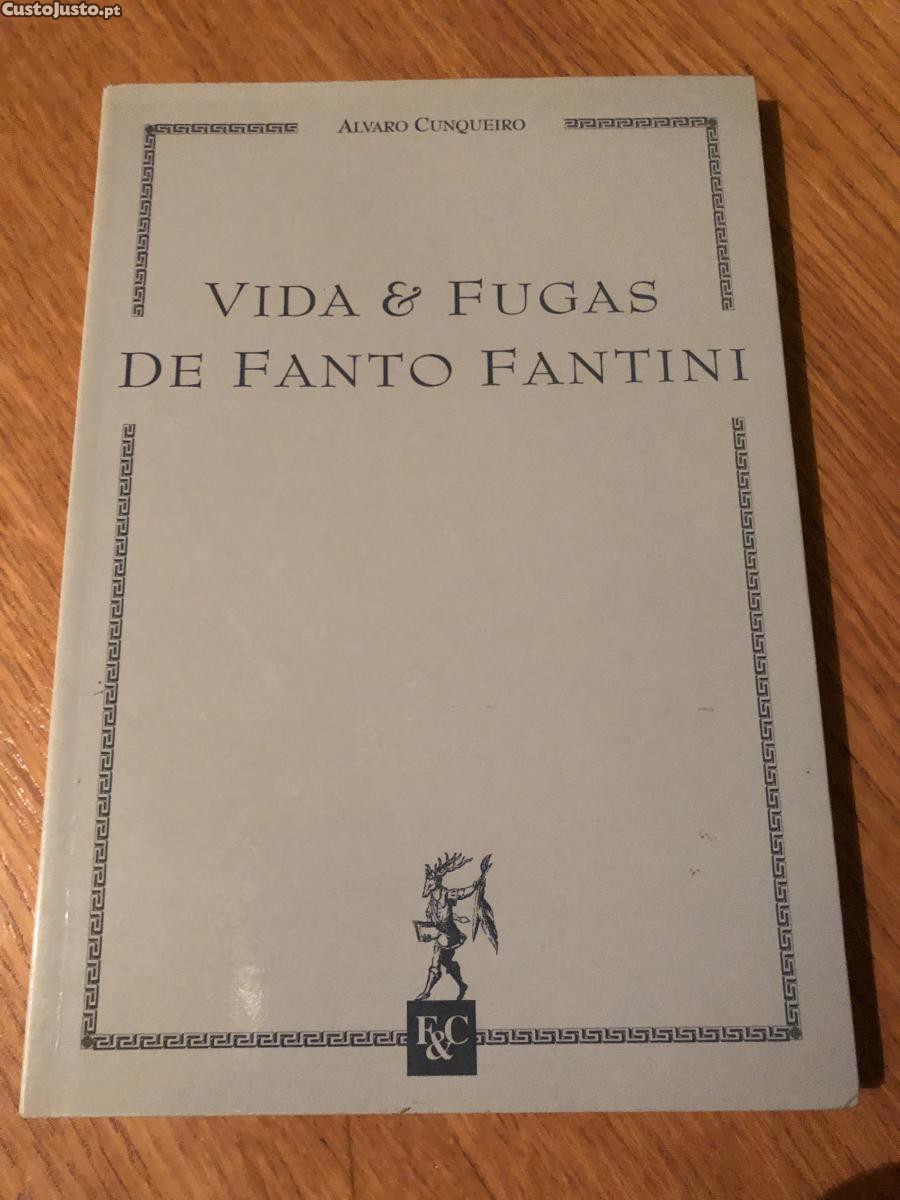 CustoJusto.pt
ALVARO CUNQUEIRO
VIDA & FUGAS
DE FANTO FANTINI
F&C